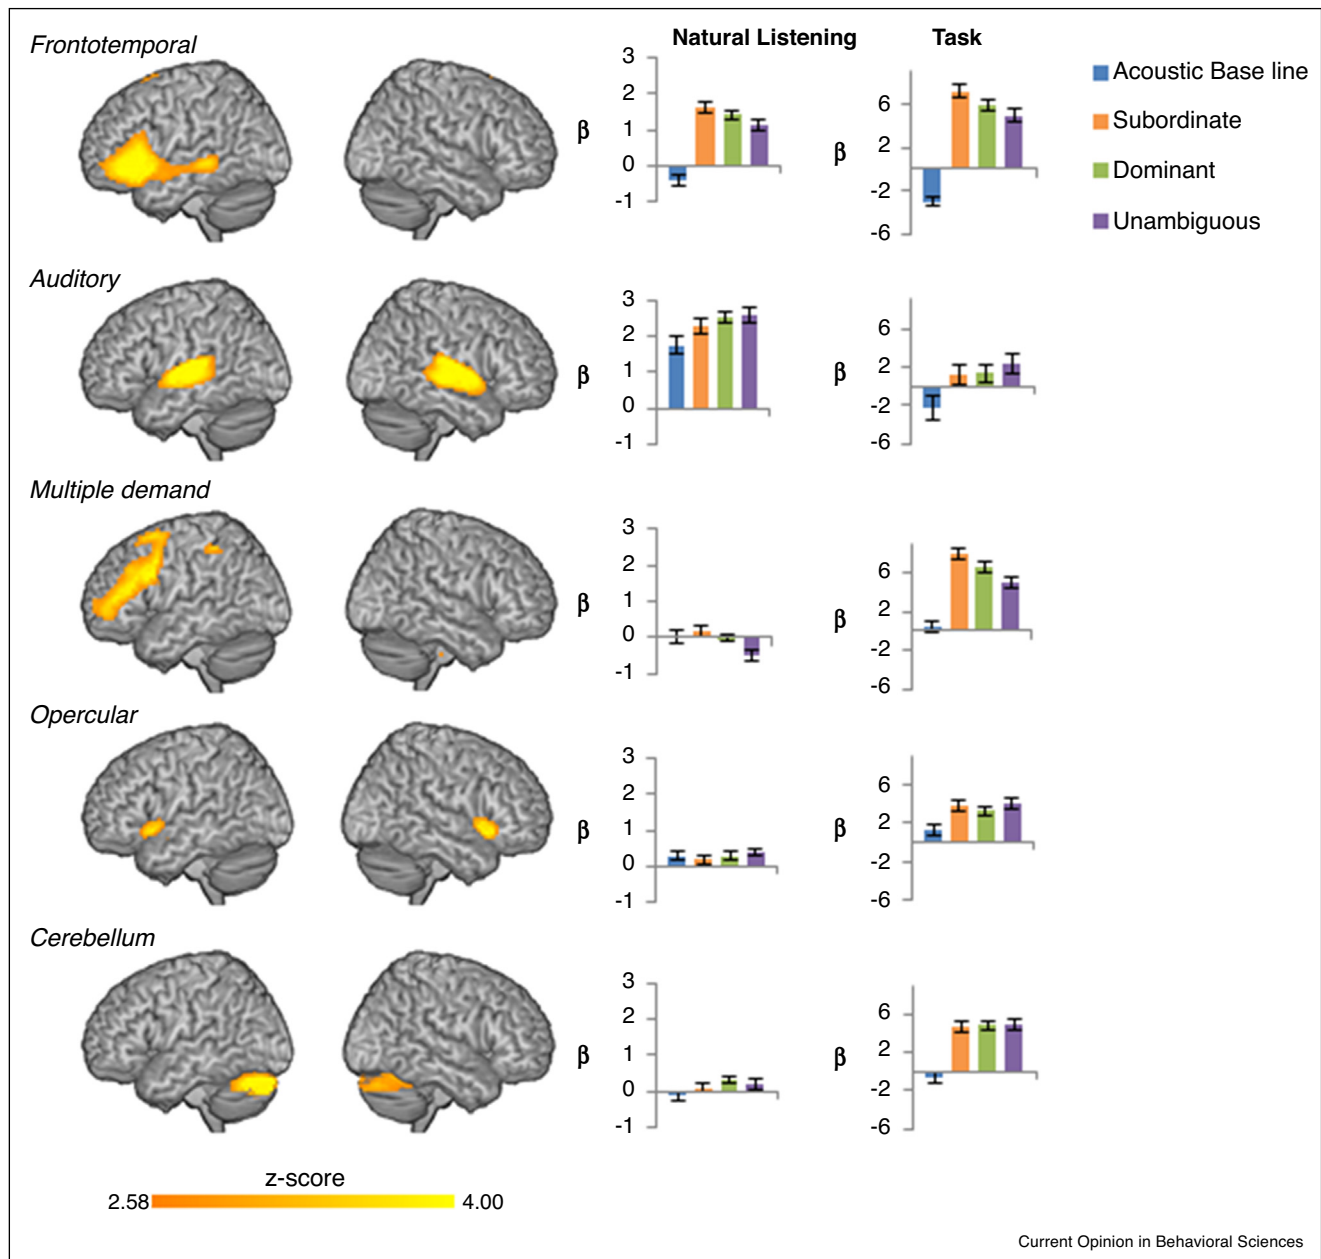 Frontotemporal
Natural Listening
Task
Acoustic Base line
Subordinate
Dominant
Unambiguous
β
3
2
1
0
-1
β
6
2
-2
-6
Auditory
β
3
2
1
0
-1
β
6
2
-2
-6
Multiple demand
β
3
2
1
0
-1
β
6
2
-2
-6
Opercular
β
3
2
1
0
-1
β
6
2
-2
-6
Cerebellum
β
3
2
1
0
-1
β
6
2
-2
-6
z-score
2.58 4.00
Current Opinion in Behavioral Sciences